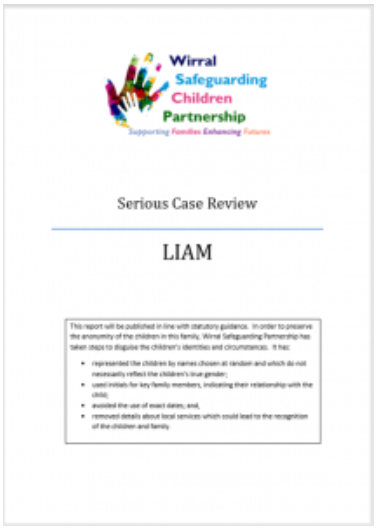 Wirral
Safeguarding
Children
Partnership
Supporting Families Enhancing Futures
Serious Case Review
LIAM
This report will be published in line with statutory guidance. In order to preserve
the anonymity of the children in this family, Wirral Safeguarding Partnership has
taken steps to disguise the children's identities and circumstances. It has:
• represented the children by names chosen at random and which do not
necessarily reflect the children's true gender;
• used initials for key family members, indicating their relationship with the
child;
• avoided the use of exact dates; and,
• removed details about local services which could lead to the recognition
of the children and family